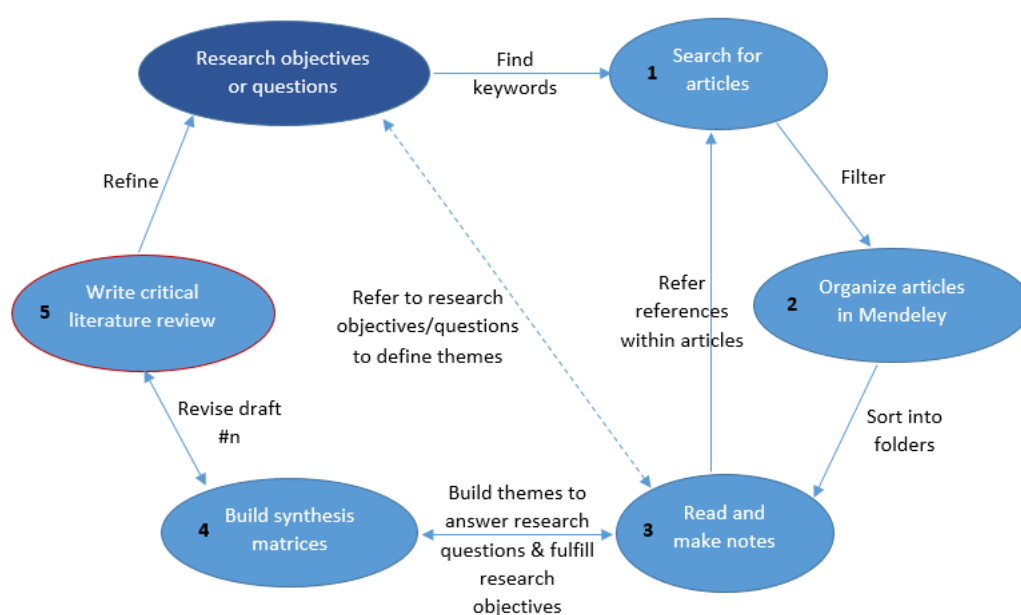 Research objectives
or questions
Find
keywords
1
Search for
articles
Filter
2
Organize articles
in Mendeley
Sort into
folders
3
Read and
make notes
Refer
references
within articles
Refer to research
objectives/questions
to define themes
Build themes to
answer research
questions & fulfill
research
objectives
4
Build synthesis
matrices
Revise draft
#n
5
Write critical
literature review
Refine